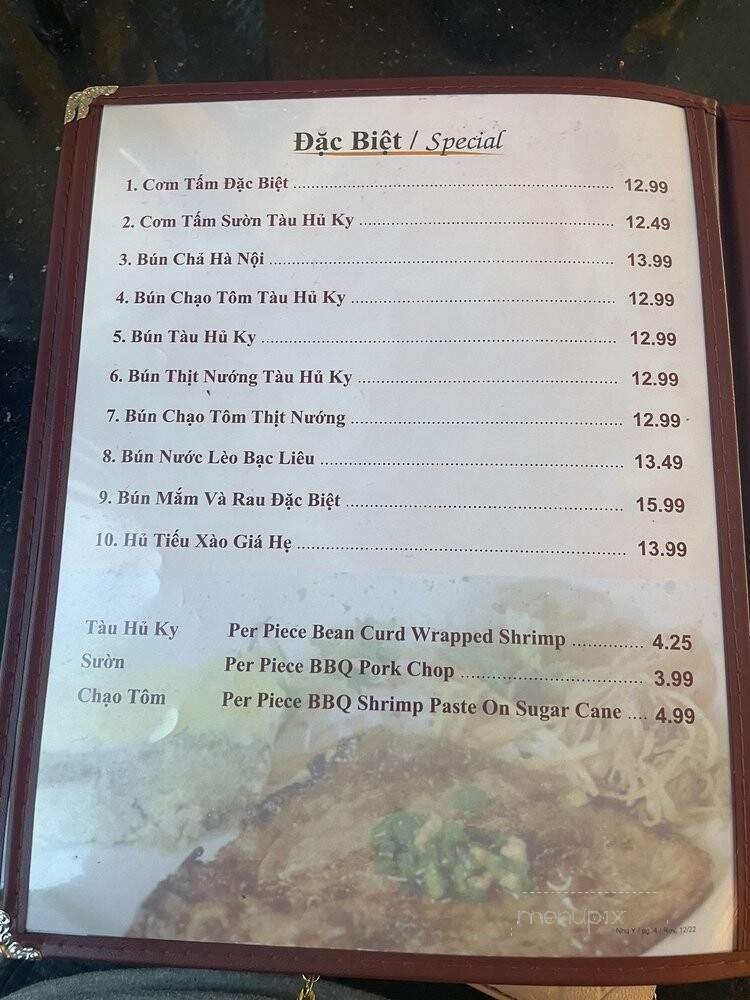 Đặc Biệt / Special
1. Cơm Tấm Đặc Biệt ........................ 12.99
2. Cơm Tấm Sườn Tàu Hủ Ky ........................ 12.49
3. Bún Chả Hà Nội ........................ 13.99
4. Bún Chạo Tôm Tàu Hủ Ky ........................ 12.99
5. Bún Tàu Hủ Ky ........................ 12.99
6. Bún Thịt Nướng Tàu Hủ Ky ........................ 12.99
7. Bún Chạo Tôm Thịt Nướng ........................ 12.99
8. Bún Nước Lèo Bạc Liêu ........................ 13.49
9. Bún Mắm Và Rau Đặc Biệt ........................ 15.99
10. Hủ Tiếu Xào Giá Hẹ ........................ 13.99
Tàu Hủ Ky Per Piece Bean Curd Wrapped Shrimp ............. 4.25
Sườn Per Piece BBQ Pork Chop ........................ 3.99
Chạo Tôm Per Piece BBQ Shrimp Paste On Sugar Cane .... 4.99
menupix
Như Ý / pg. 4 / Rev. 12/22